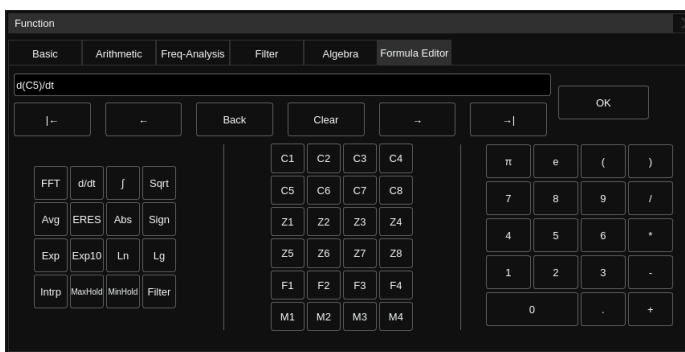 Function
Basic Arithmetic Freq-Analysis Filter Algebra Formula Editor
d(C5)/dt
|← ← Back Clear → →| OK
FFT d/dt ∫ Sqrt
Avg ERES Abs Sign
Exp Exp10 Ln Lg
Intrp MaxHold MinHold Filter
C1 C2 C3 C4
C5 C6 C7 C8
Z1 Z2 Z3 Z4
Z5 Z6 Z7 Z8
F1 F2 F3 F4
M1 M2 M3 M4
π e ( )
7 8 9 /
4 5 6 *
1 2 3 -
0 . +